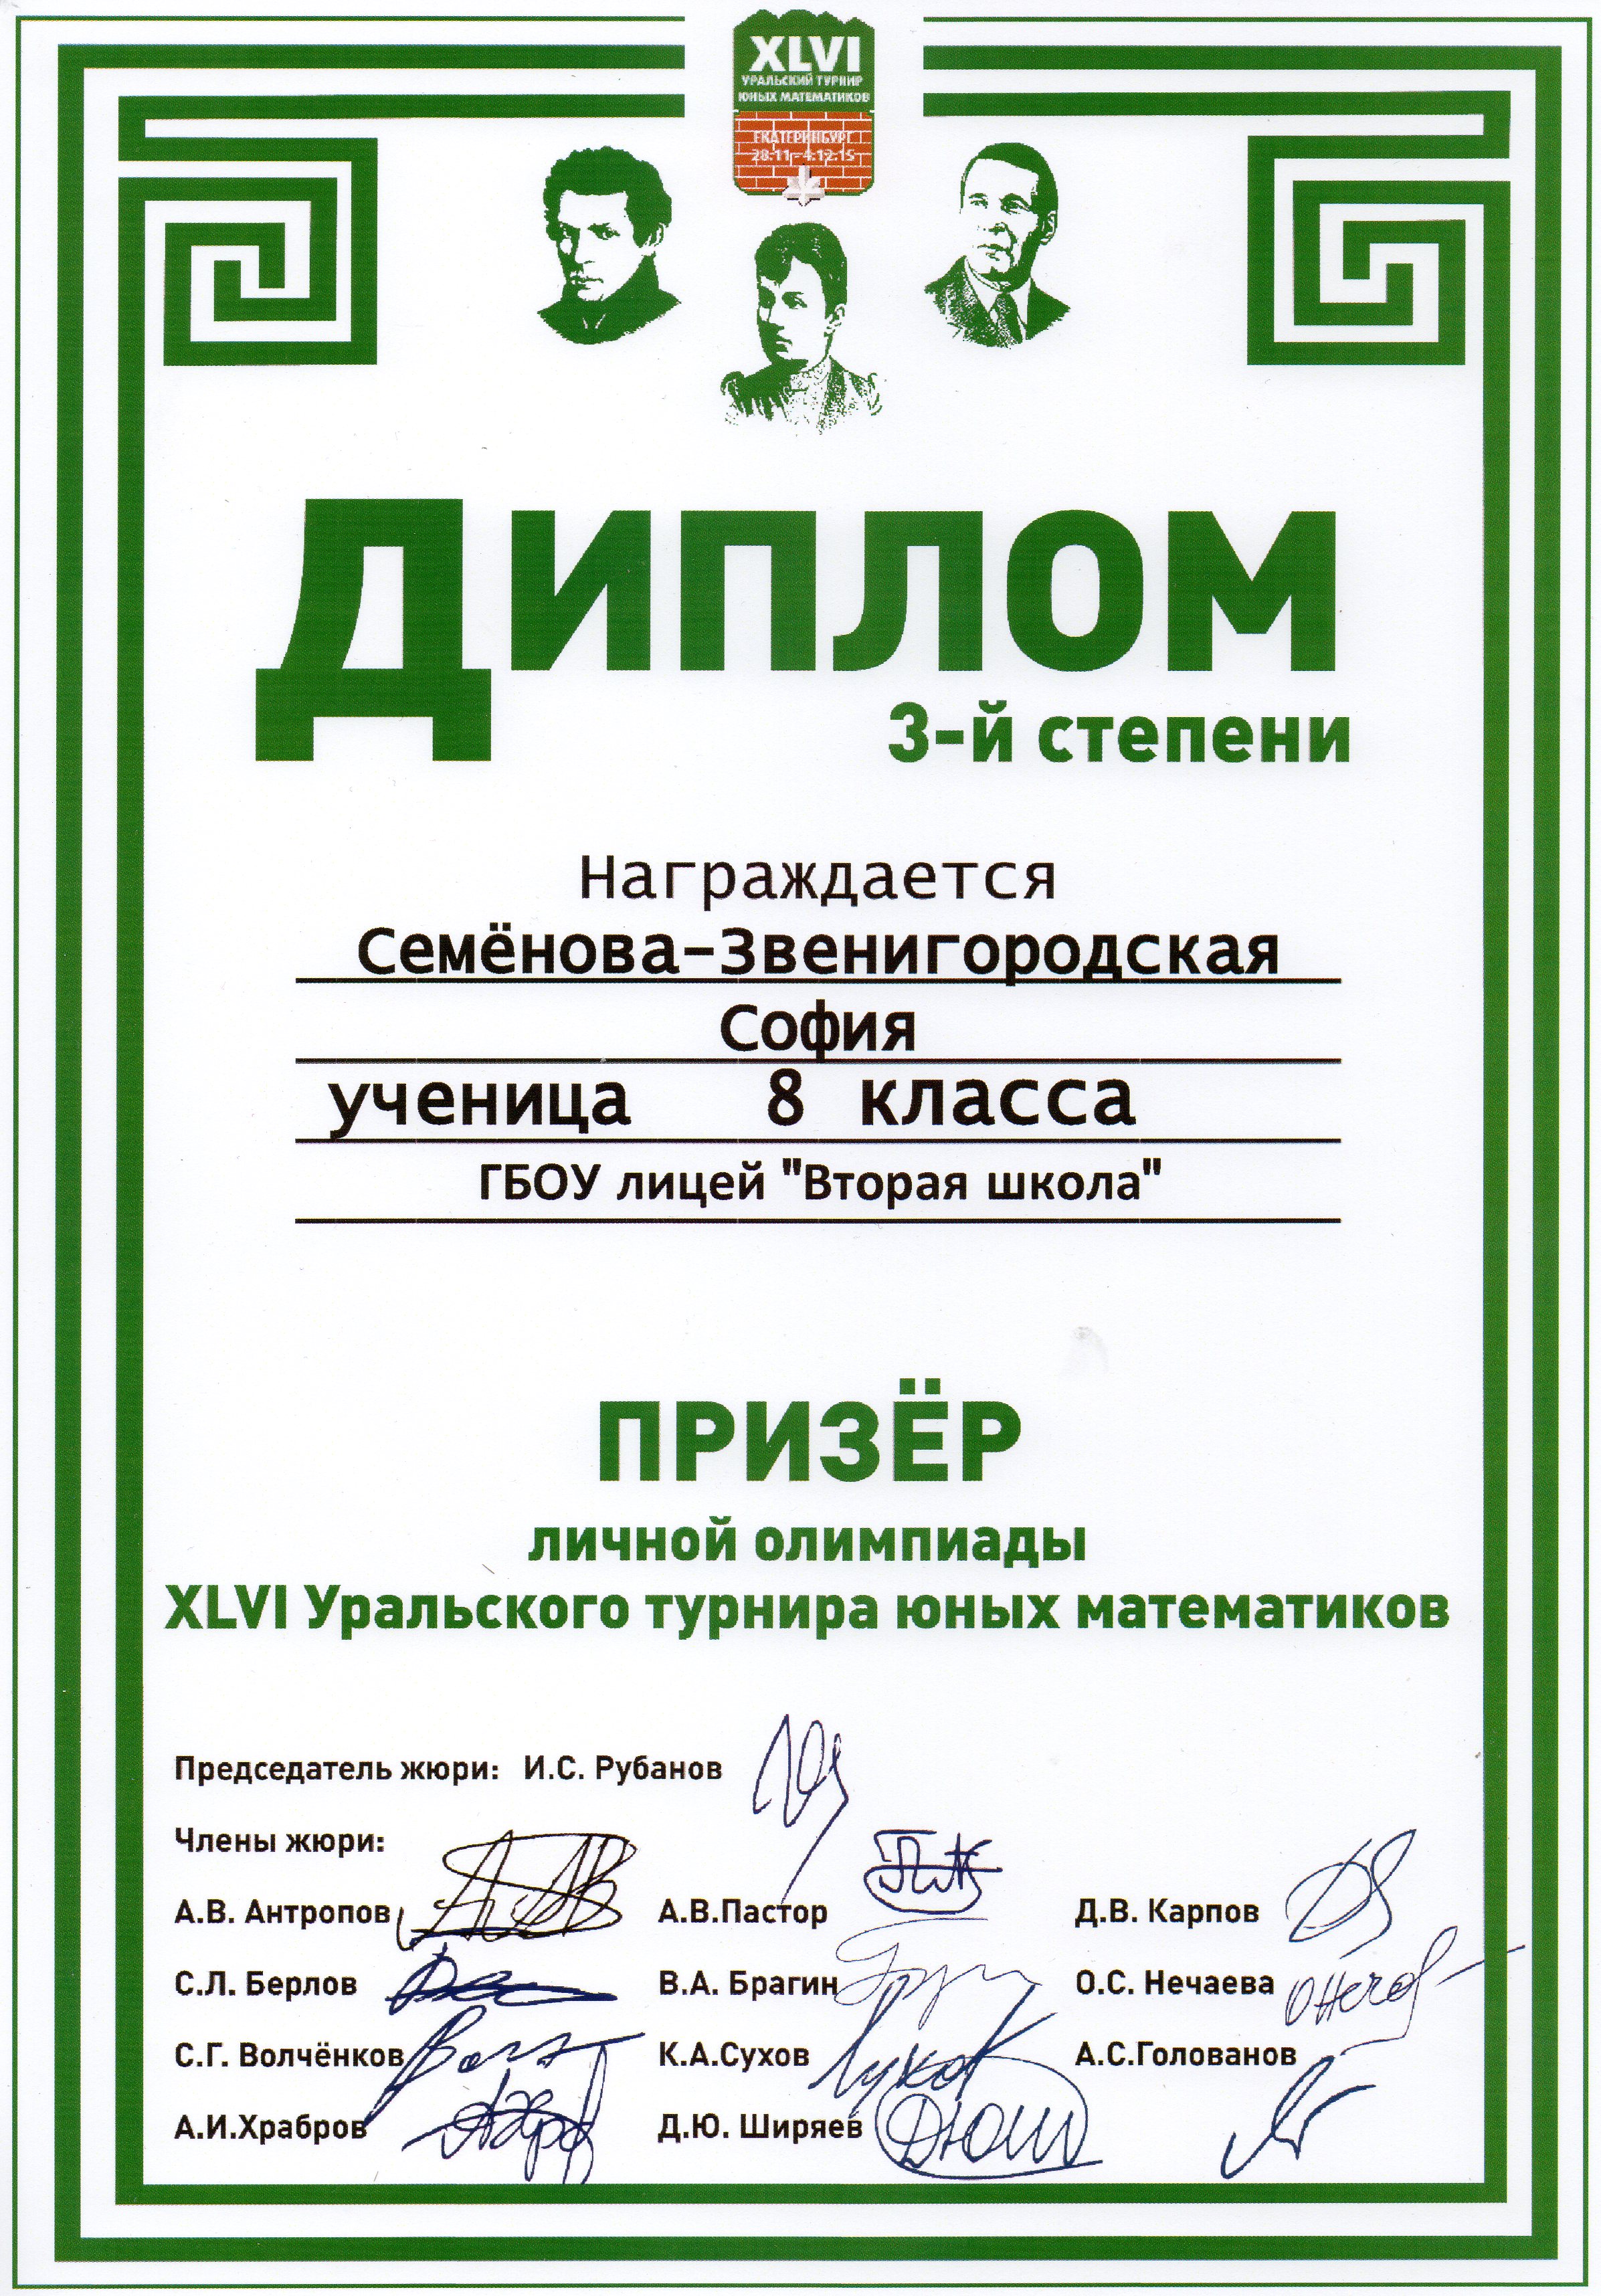 XLVI
УРАЛЬСКИЙ ТУРНИР
ЮНЫХ МАТЕМАТИКОВ
ЕКАТЕРИНБУРГ
28.11-4.12.15
Диплом
3-й степени
Награждается
Семёнова-Звенигородская
София
ученица 8 класса
ГБОУ лицей "Вторая школа"
ПРИЗЁР
личной олимпиады
XLVI Уральского турнира юных математиков
Председатель жюри: И.С. Рубанов
Члены жюри:
А.В. Антропов А.В.Пастор Д.В. Карпов
С.Л. Берлов В.А. Брагин О.С. Нечаева
С.Г. Волчёнков К.А.Сухов А.С.Голованов
А.И.Храбров Д.Ю. Ширяев